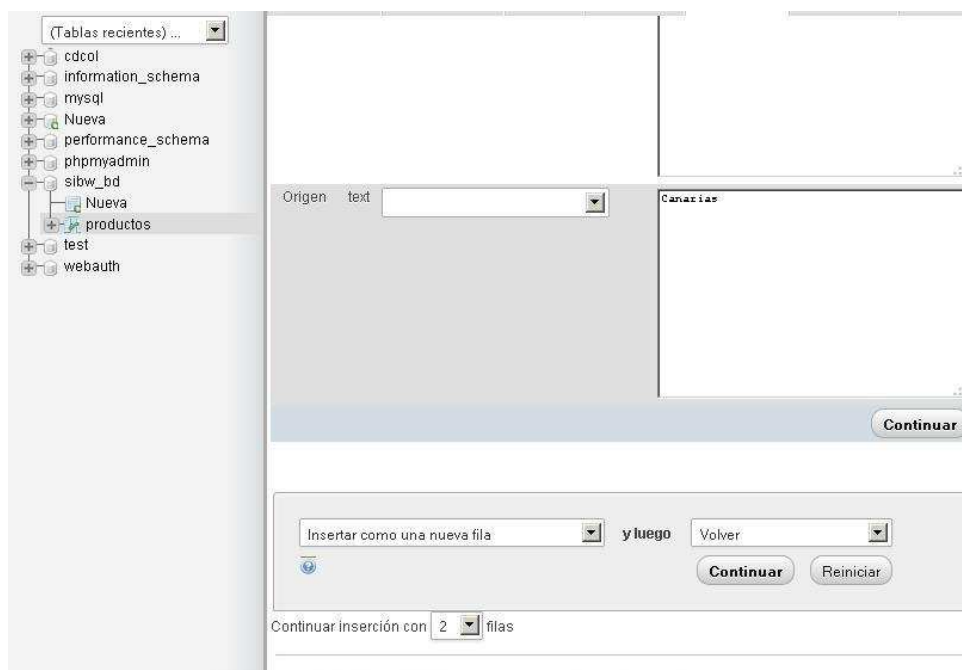 (Tablas recientes) ...
cdcol
information_schema
mysql
Nueva
performance_schema
phpmyadmin
sibw_bd
Nueva
productos
test
webauth
Origen text Canarias
Continuar
Insertar como una nueva fila y luego Volver
Continuar Reiniciar
Continuar inserción con 2 filas